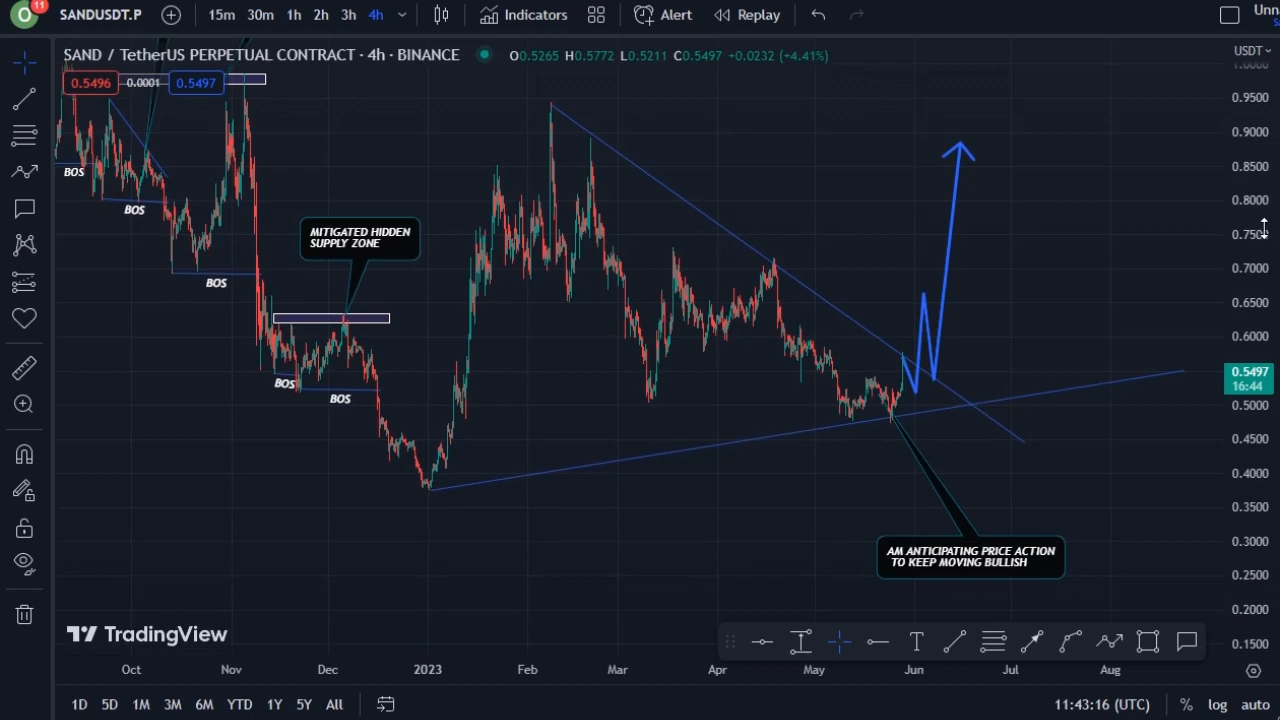 11
SANDUSDT.P
15m 30m 1h 2h 3h 4h
Indicators
Alert
Replay
SAND / TetherUS PERPETUAL CONTRACT · 4h · BINANCE
O0.5265 H0.5772 L0.5211 C0.5497 +0.0232 (+4.41%)
USDT
0.5496 0.0001 0.5497
1.0000
0.9500
0.9000
0.8500
0.8000
0.7000
0.6500
0.6000
0.5497
16:44
0.5000
0.4500
0.4000
0.3500
0.3000
0.2500
0.2000
0.1500
BOS
BOS
BOS
BOS
BOS
MITIGATED HIDDEN
SUPPLY ZONE
AM ANTICIPATING PRICE ACTION
TO KEEP MOVING BULLISH
TradingView
Oct Nov Dec 2023 Feb Mar Apr May Jun Jul Aug
1D 5D 1M 3M 6M YTD 1Y 5Y All
11:43:16 (UTC) % log auto